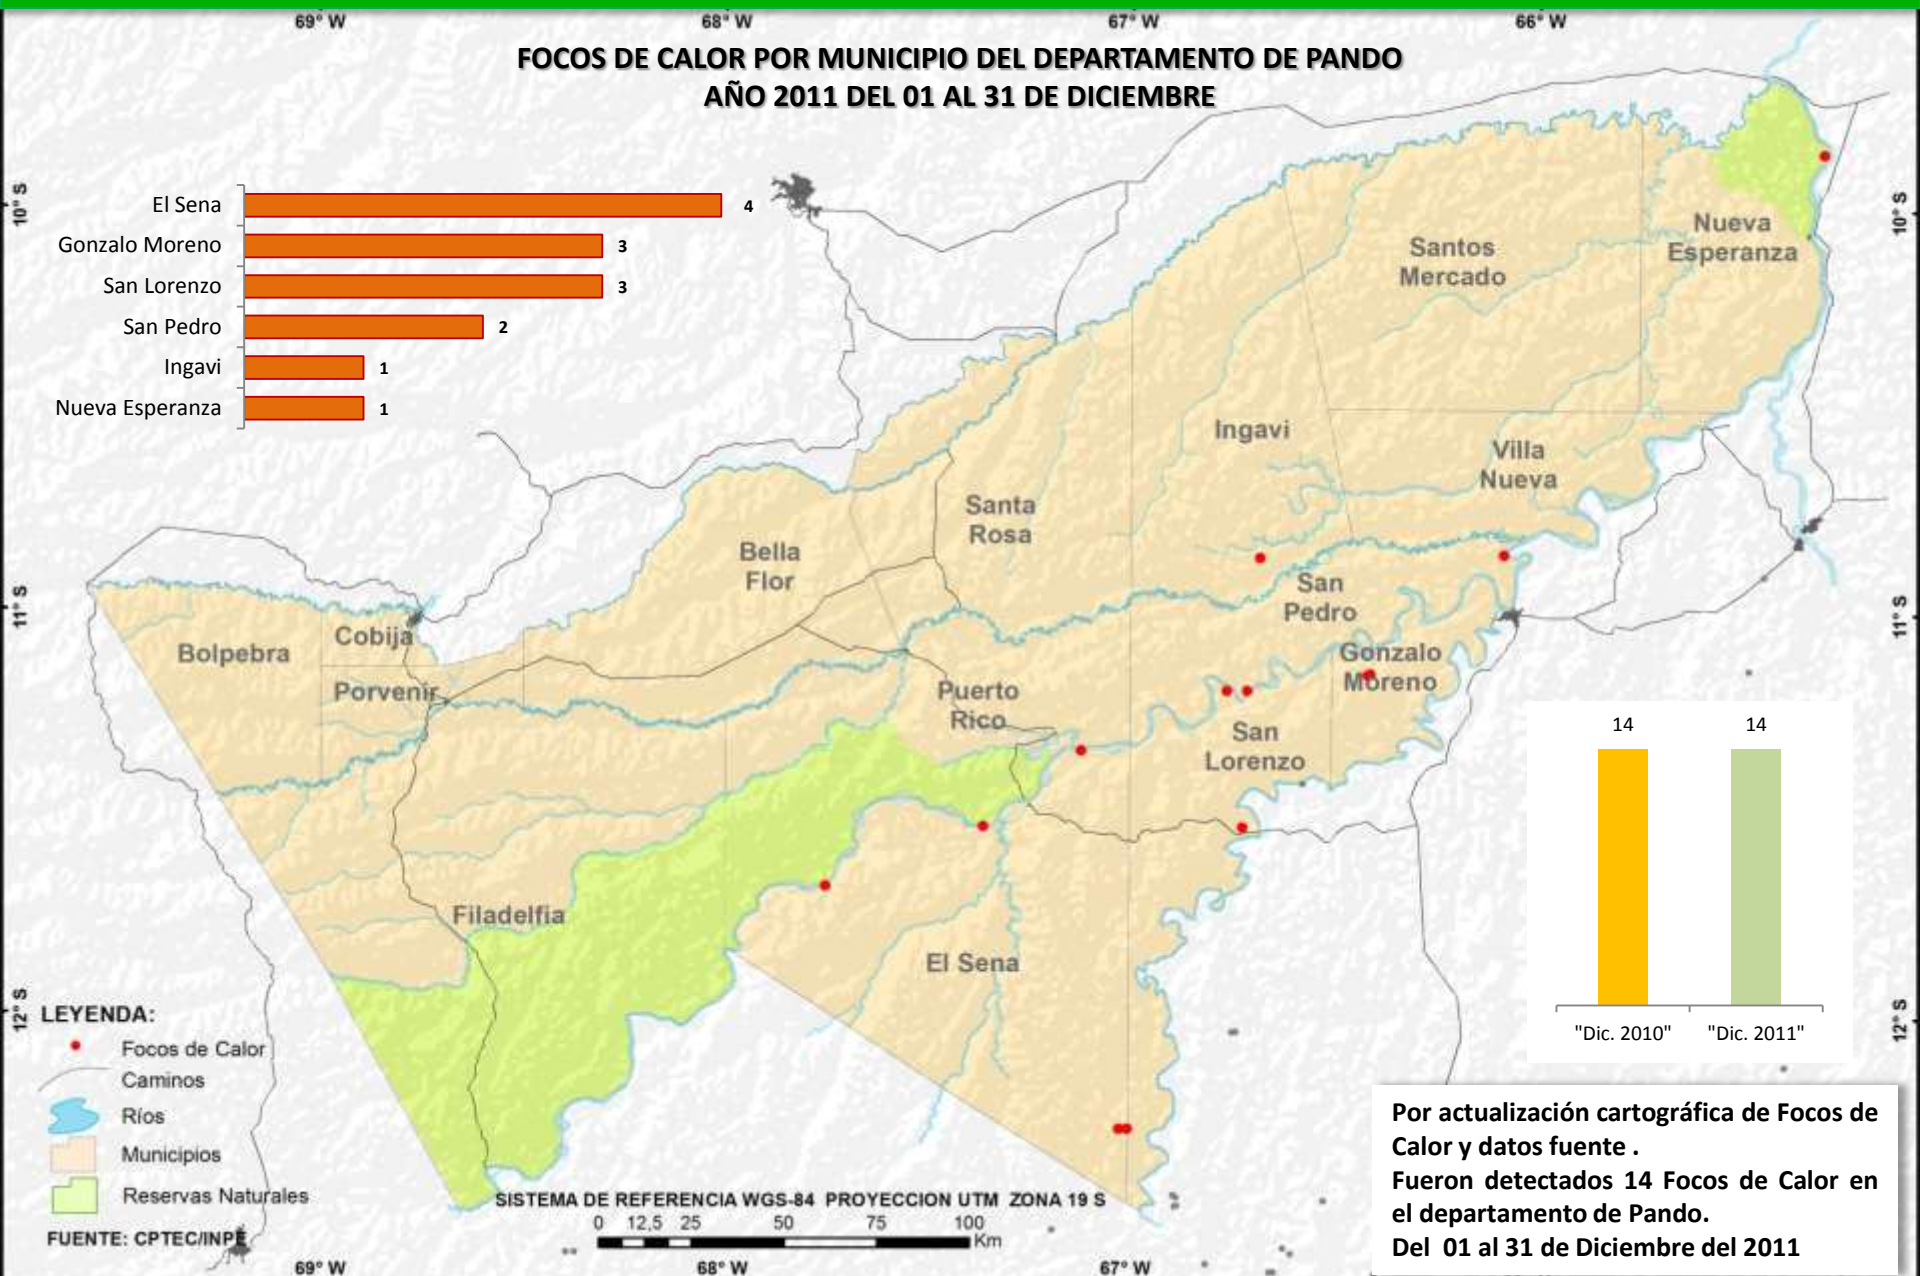 69° W
68° W
67° W
66° W
FOCOS DE CALOR POR MUNICIPIO DEL DEPARTAMENTO DE PANDO
AÑO 2011 DEL 01 AL 31 DE DICIEMBRE
10° S
10° S
El Sena
4
Gonzalo Moreno
3
San Lorenzo
3
San Pedro
2
Ingavi
1
Nueva Esperanza
1
Nueva
Esperanza
Santos
Mercado
Ingavi
Villa
Nueva
Santa
Rosa
Bella
Flor
San
Pedro
11° S
11° S
Cobija
Bolpebra
Porvenir
Gonzalo
Moreno
Puerto
Rico
San
Lorenzo
Filadelfia
El Sena
14
14
"Dic. 2010"
"Dic. 2011"
12° S
12° S
LEYENDA:
Focos de Calor
Caminos
Ríos
Municipios
Reservas Naturales
FUENTE: CPTEC/INPE
SISTEMA DE REFERENCIA WGS-84 PROYECCION UTM ZONA 19 S
0 12,5 25 50 75 100
Km
Por actualización cartográfica de Focos de
Calor y datos fuente .
Fueron detectados 14 Focos de Calor en
el departamento de Pando.
Del 01 al 31 de Diciembre del 2011
69° W
68° W
67° W